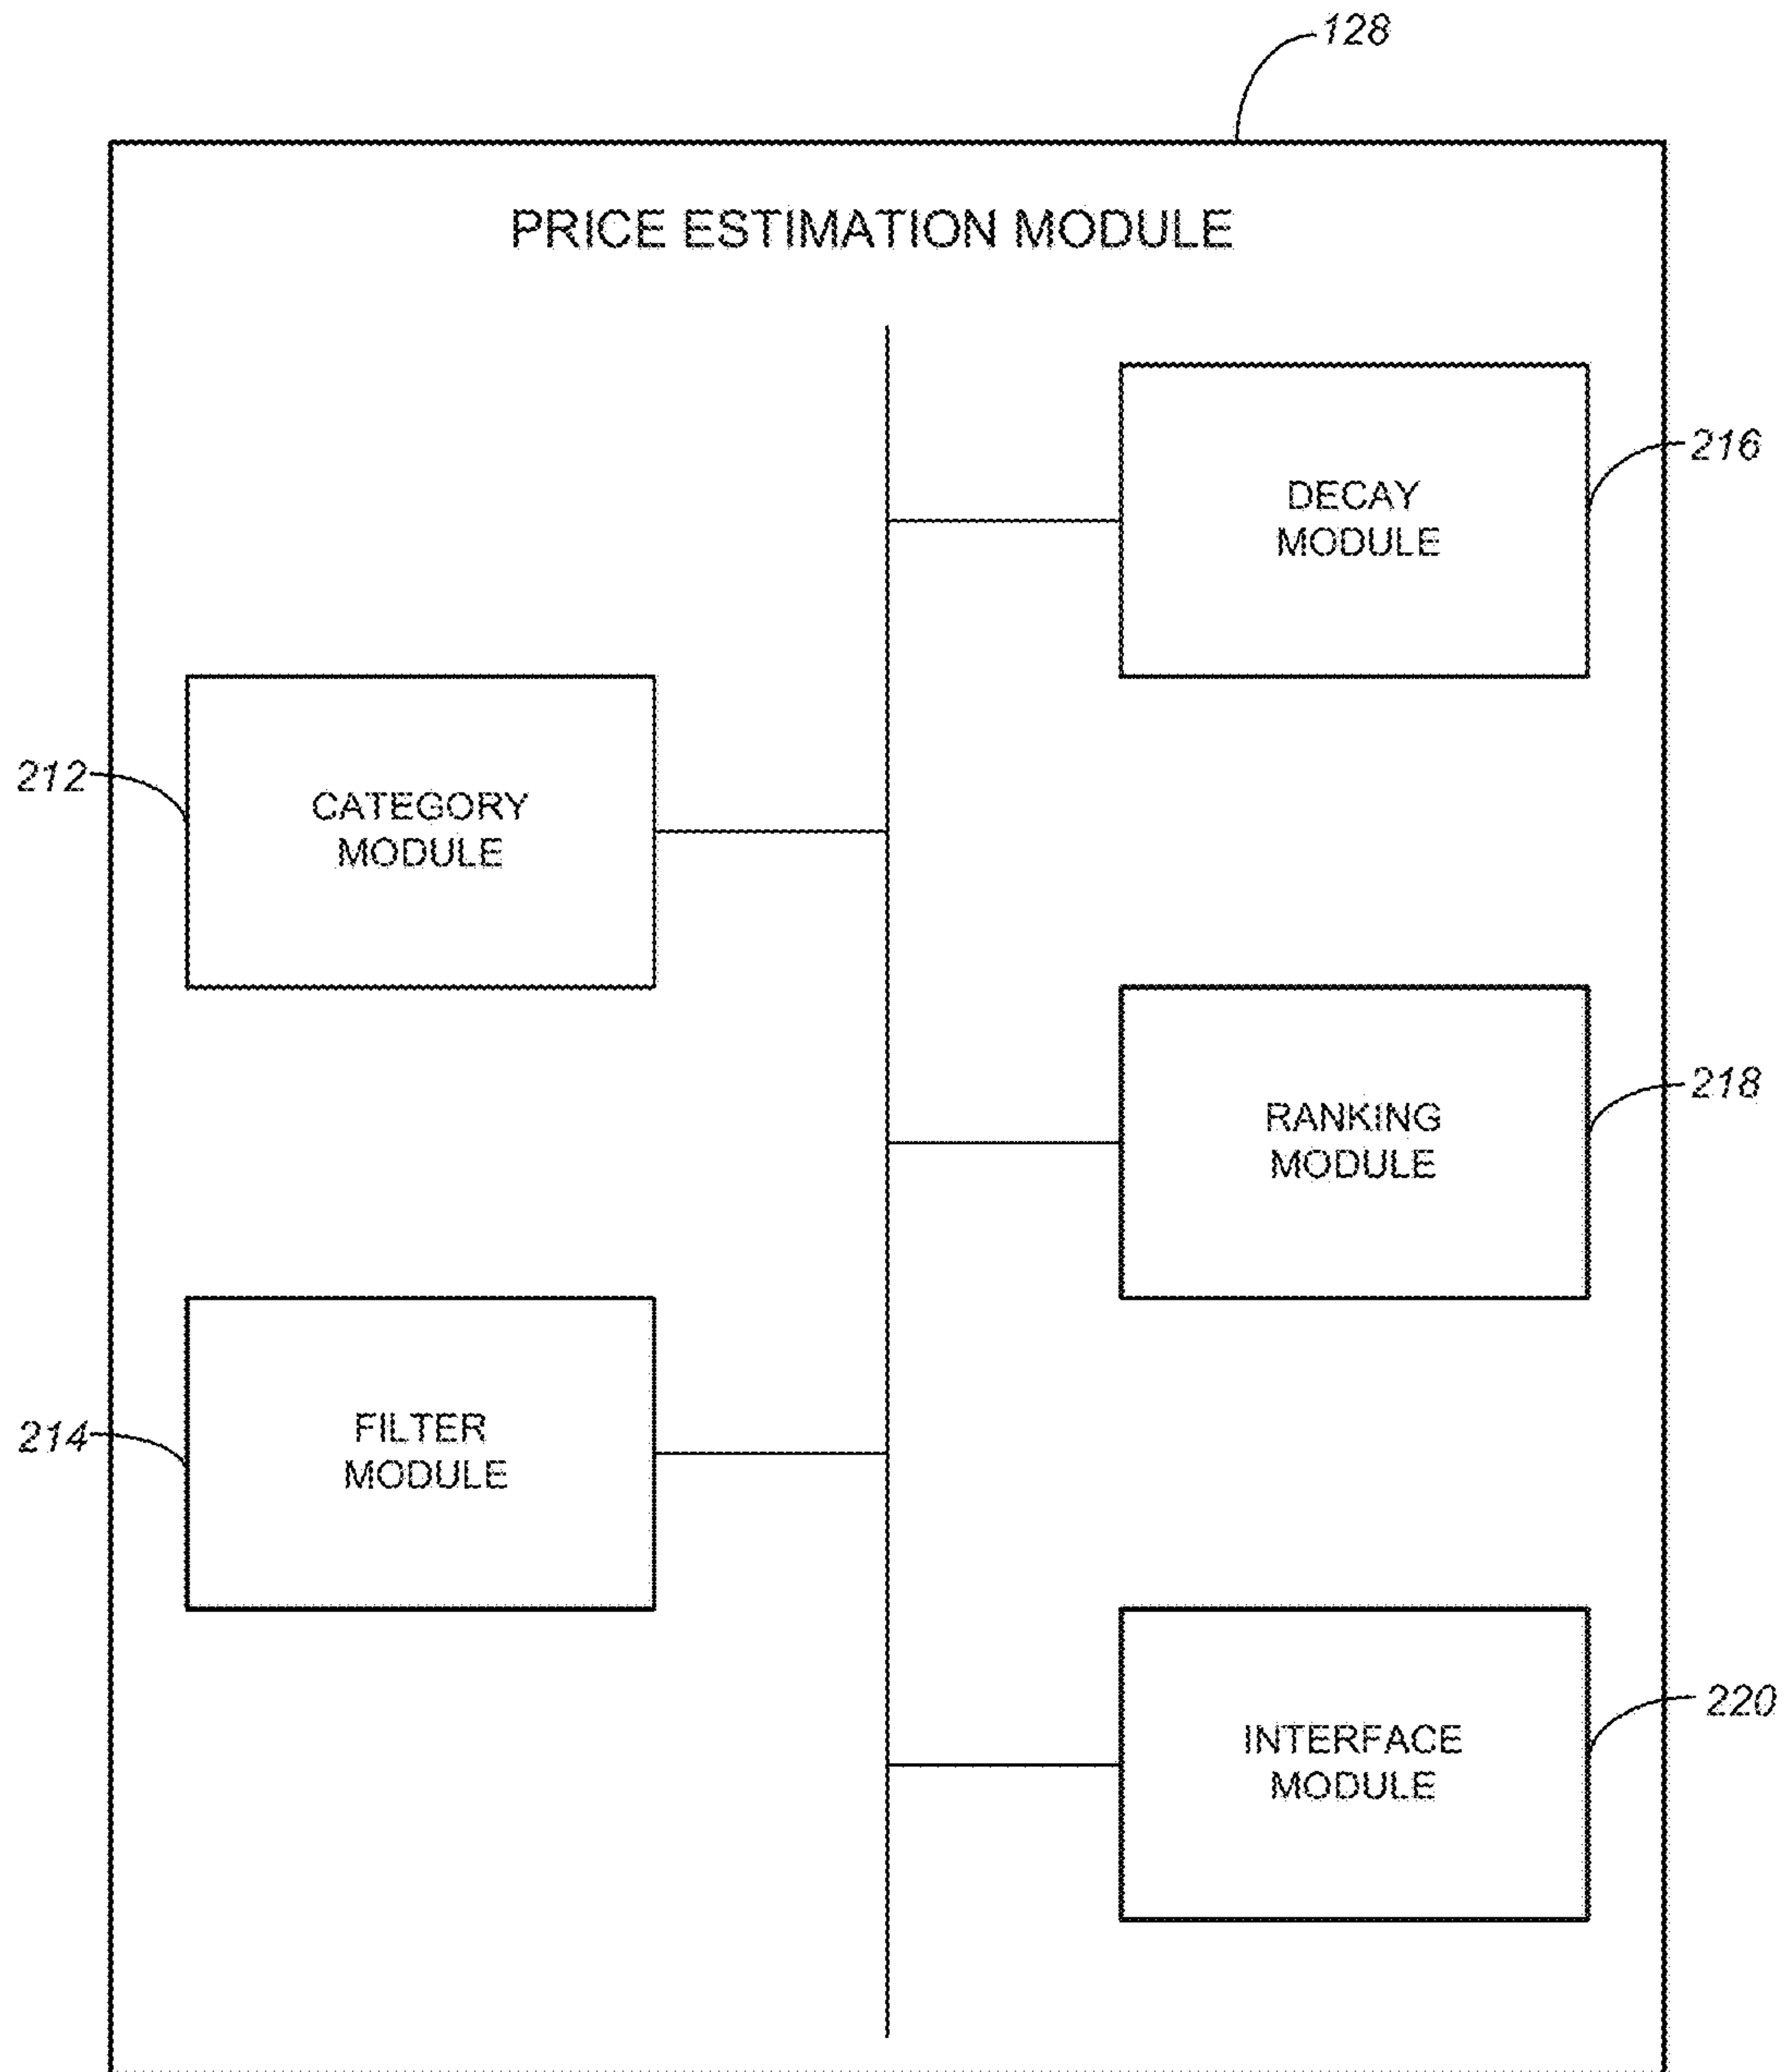 128
PRICE ESTIMATION MODULE
216
DECAY
MODULE
212
CATEGORY
MODULE
218
RANKING
MODULE
214
FILTER
MODULE
220
INTERFACE
MODULE